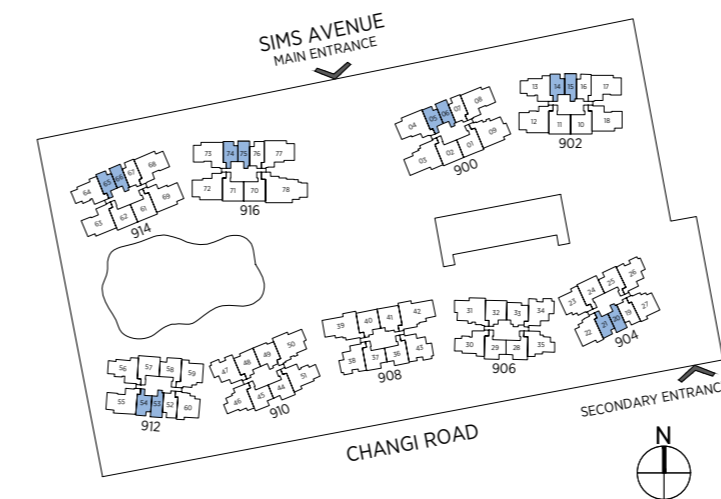 SIMS AVENUE
MAIN ENTRANCE
04 05 06 07 08
03 02 01 09
900
13 14 15 16 17
12 11 10 18
902
64 65 66 67 68
63 62 61 69
914
73 74 75 76 77
72 71 70 78
916
23 24 25 26
22 21 20 19 27
904
31 32 33 34
30 29 28 35
906
39 40 41 42
38 37 36 43
908
47 48 49 50
46 45 44 51
910
56 57 58 59
55 54 53 52 60
912
SECONDARY ENTRANC
CHANGI ROAD
N